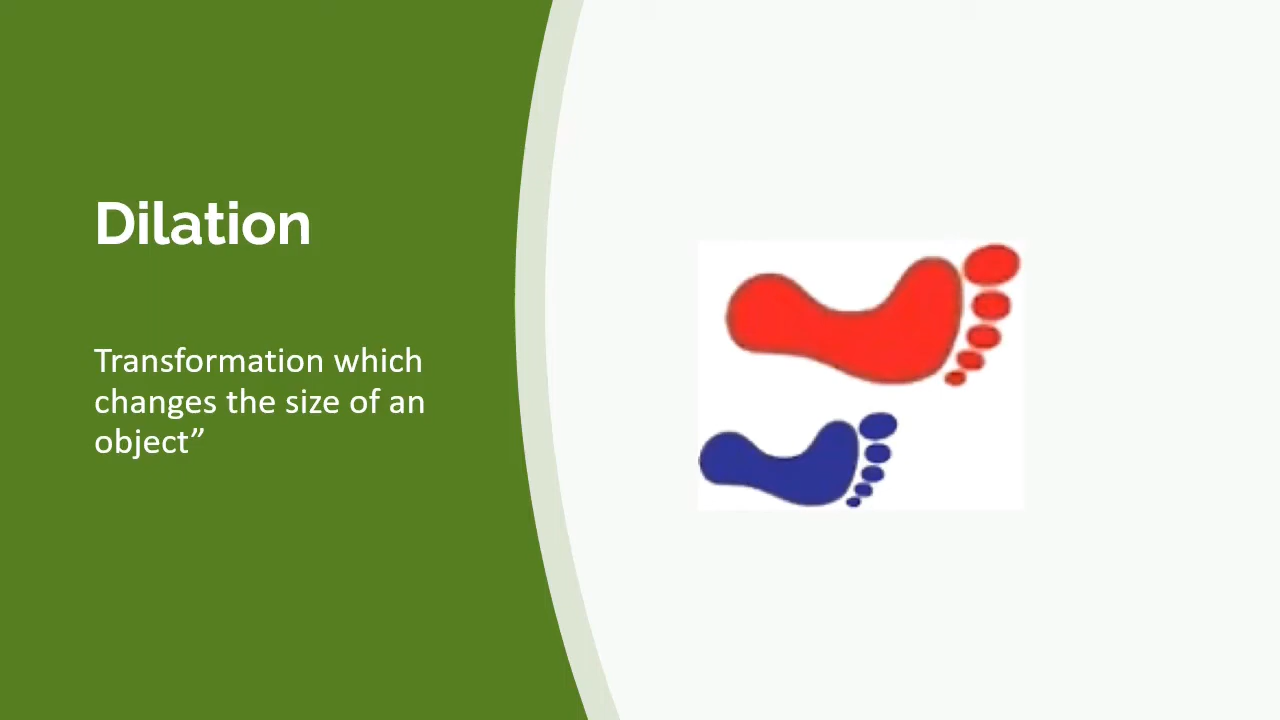 Dilation
Transformation which
changes the size of an
object”